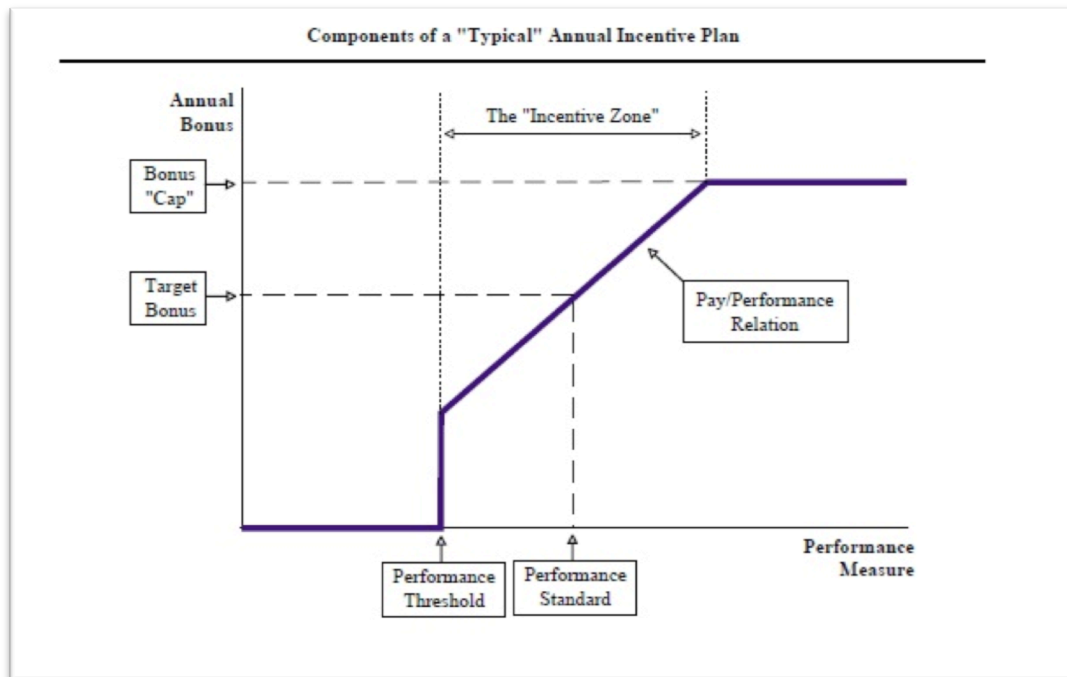 Components of a "Typical" Annual Incentive Plan
Annual
Bonus
The "Incentive Zone"
Bonus
"Cap"
Target
Bonus
Pay/Performance
Relation
Performance
Measure
Performance
Threshold
Performance
Standard